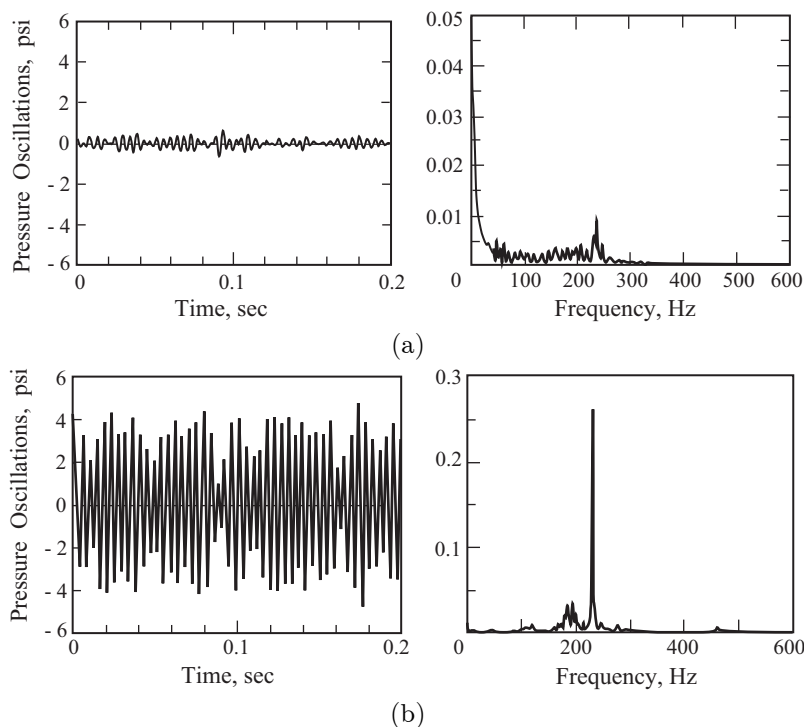 Pressure Oscillations, psi
6
4
2
0
- 2
- 4
- 6
0 0.1 0.2
Time, sec
0.05
0.04
0.03
0.02
0.01
0 100 200 300 400 500 600
Frequency, Hz
(a)
Pressure Oscillations, psi
6
4
2
0
- 2
- 4
- 6
0 0.1 0.2
Time, sec
0.3
0.2
0.1
0 200 400 600
Frequency, Hz
(b)